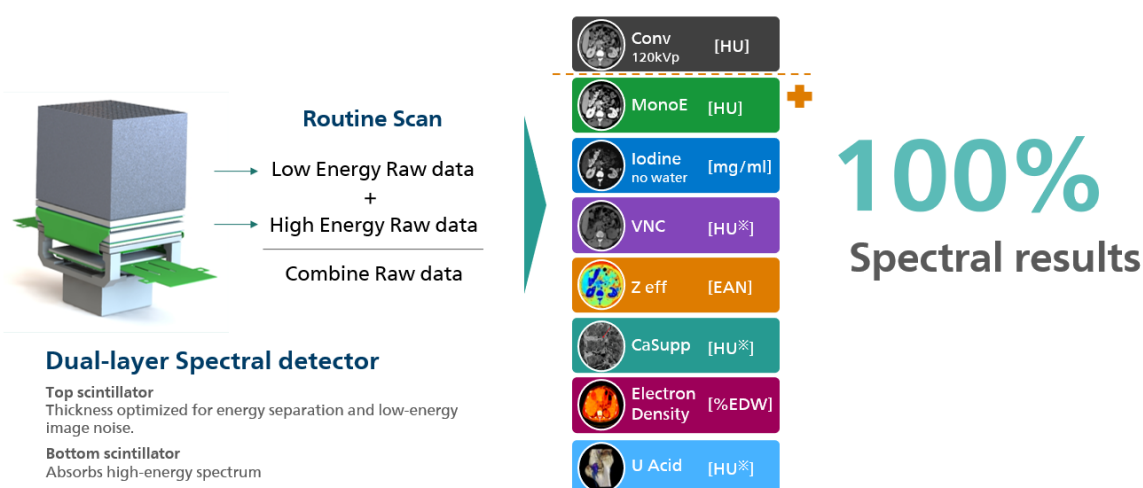 Routine Scan
Low Energy Raw data
+
High Energy Raw data
Combine Raw data
Dual-layer Spectral detector
Top scintillator
Thickness optimized for energy separation and low-energy
image noise.
Bottom scintillator
Absorbs high-energy spectrum
Conv [HU]
120kVp
MonoE [HU]
Iodine [mg/ml]
no water
VNC [HU※]
Z eff [EAN]
CaSupp [HU※]
Electron [%EDW]
Density
U Acid [HU※]
100%
Spectral results